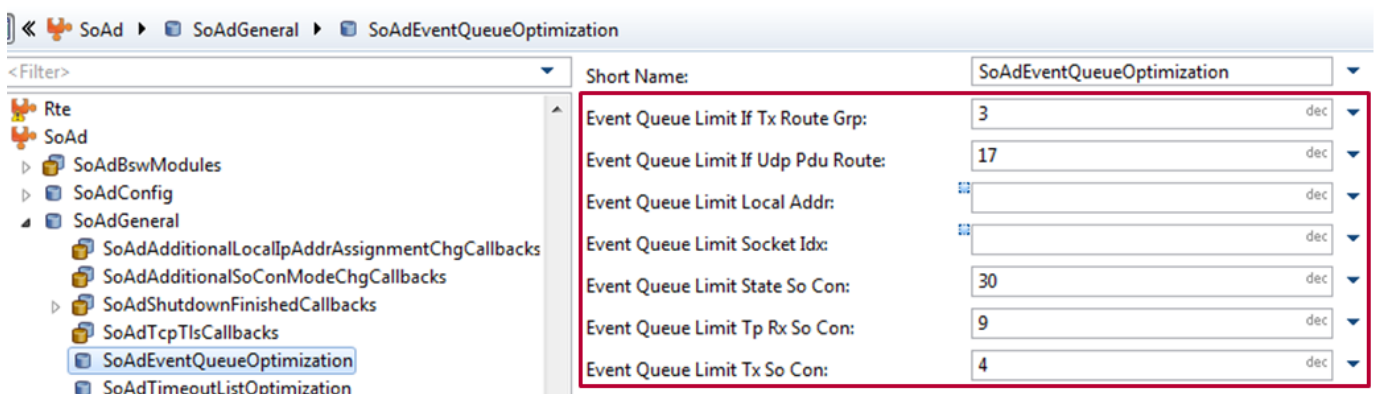 SoAd SoAdGeneral SoAdEventQueueOptimization
<Filter>
Rte
SoAd
SoAdBswModules
SoAdConfig
SoAdGeneral
SoAdAdditionalLocalIpAddrAssignmentChgCallbacks
SoAdAdditionalSoConModeChgCallbacks
SoAdShutdownFinishedCallbacks
SoAdTcpTlsCallbacks
SoAdEventQueueOptimization
SoAdTimeoutListOptimization
Short Name: SoAdEventQueueOptimization
Event Queue Limit If Tx Route Grp: 3 dec
Event Queue Limit If Udp Pdu Route: 17 dec
Event Queue Limit Local Addr: dec
Event Queue Limit Socket Idx: dec
Event Queue Limit State So Con: 30 dec
Event Queue Limit Tp Rx So Con: 9 dec
Event Queue Limit Tx So Con: 4 dec